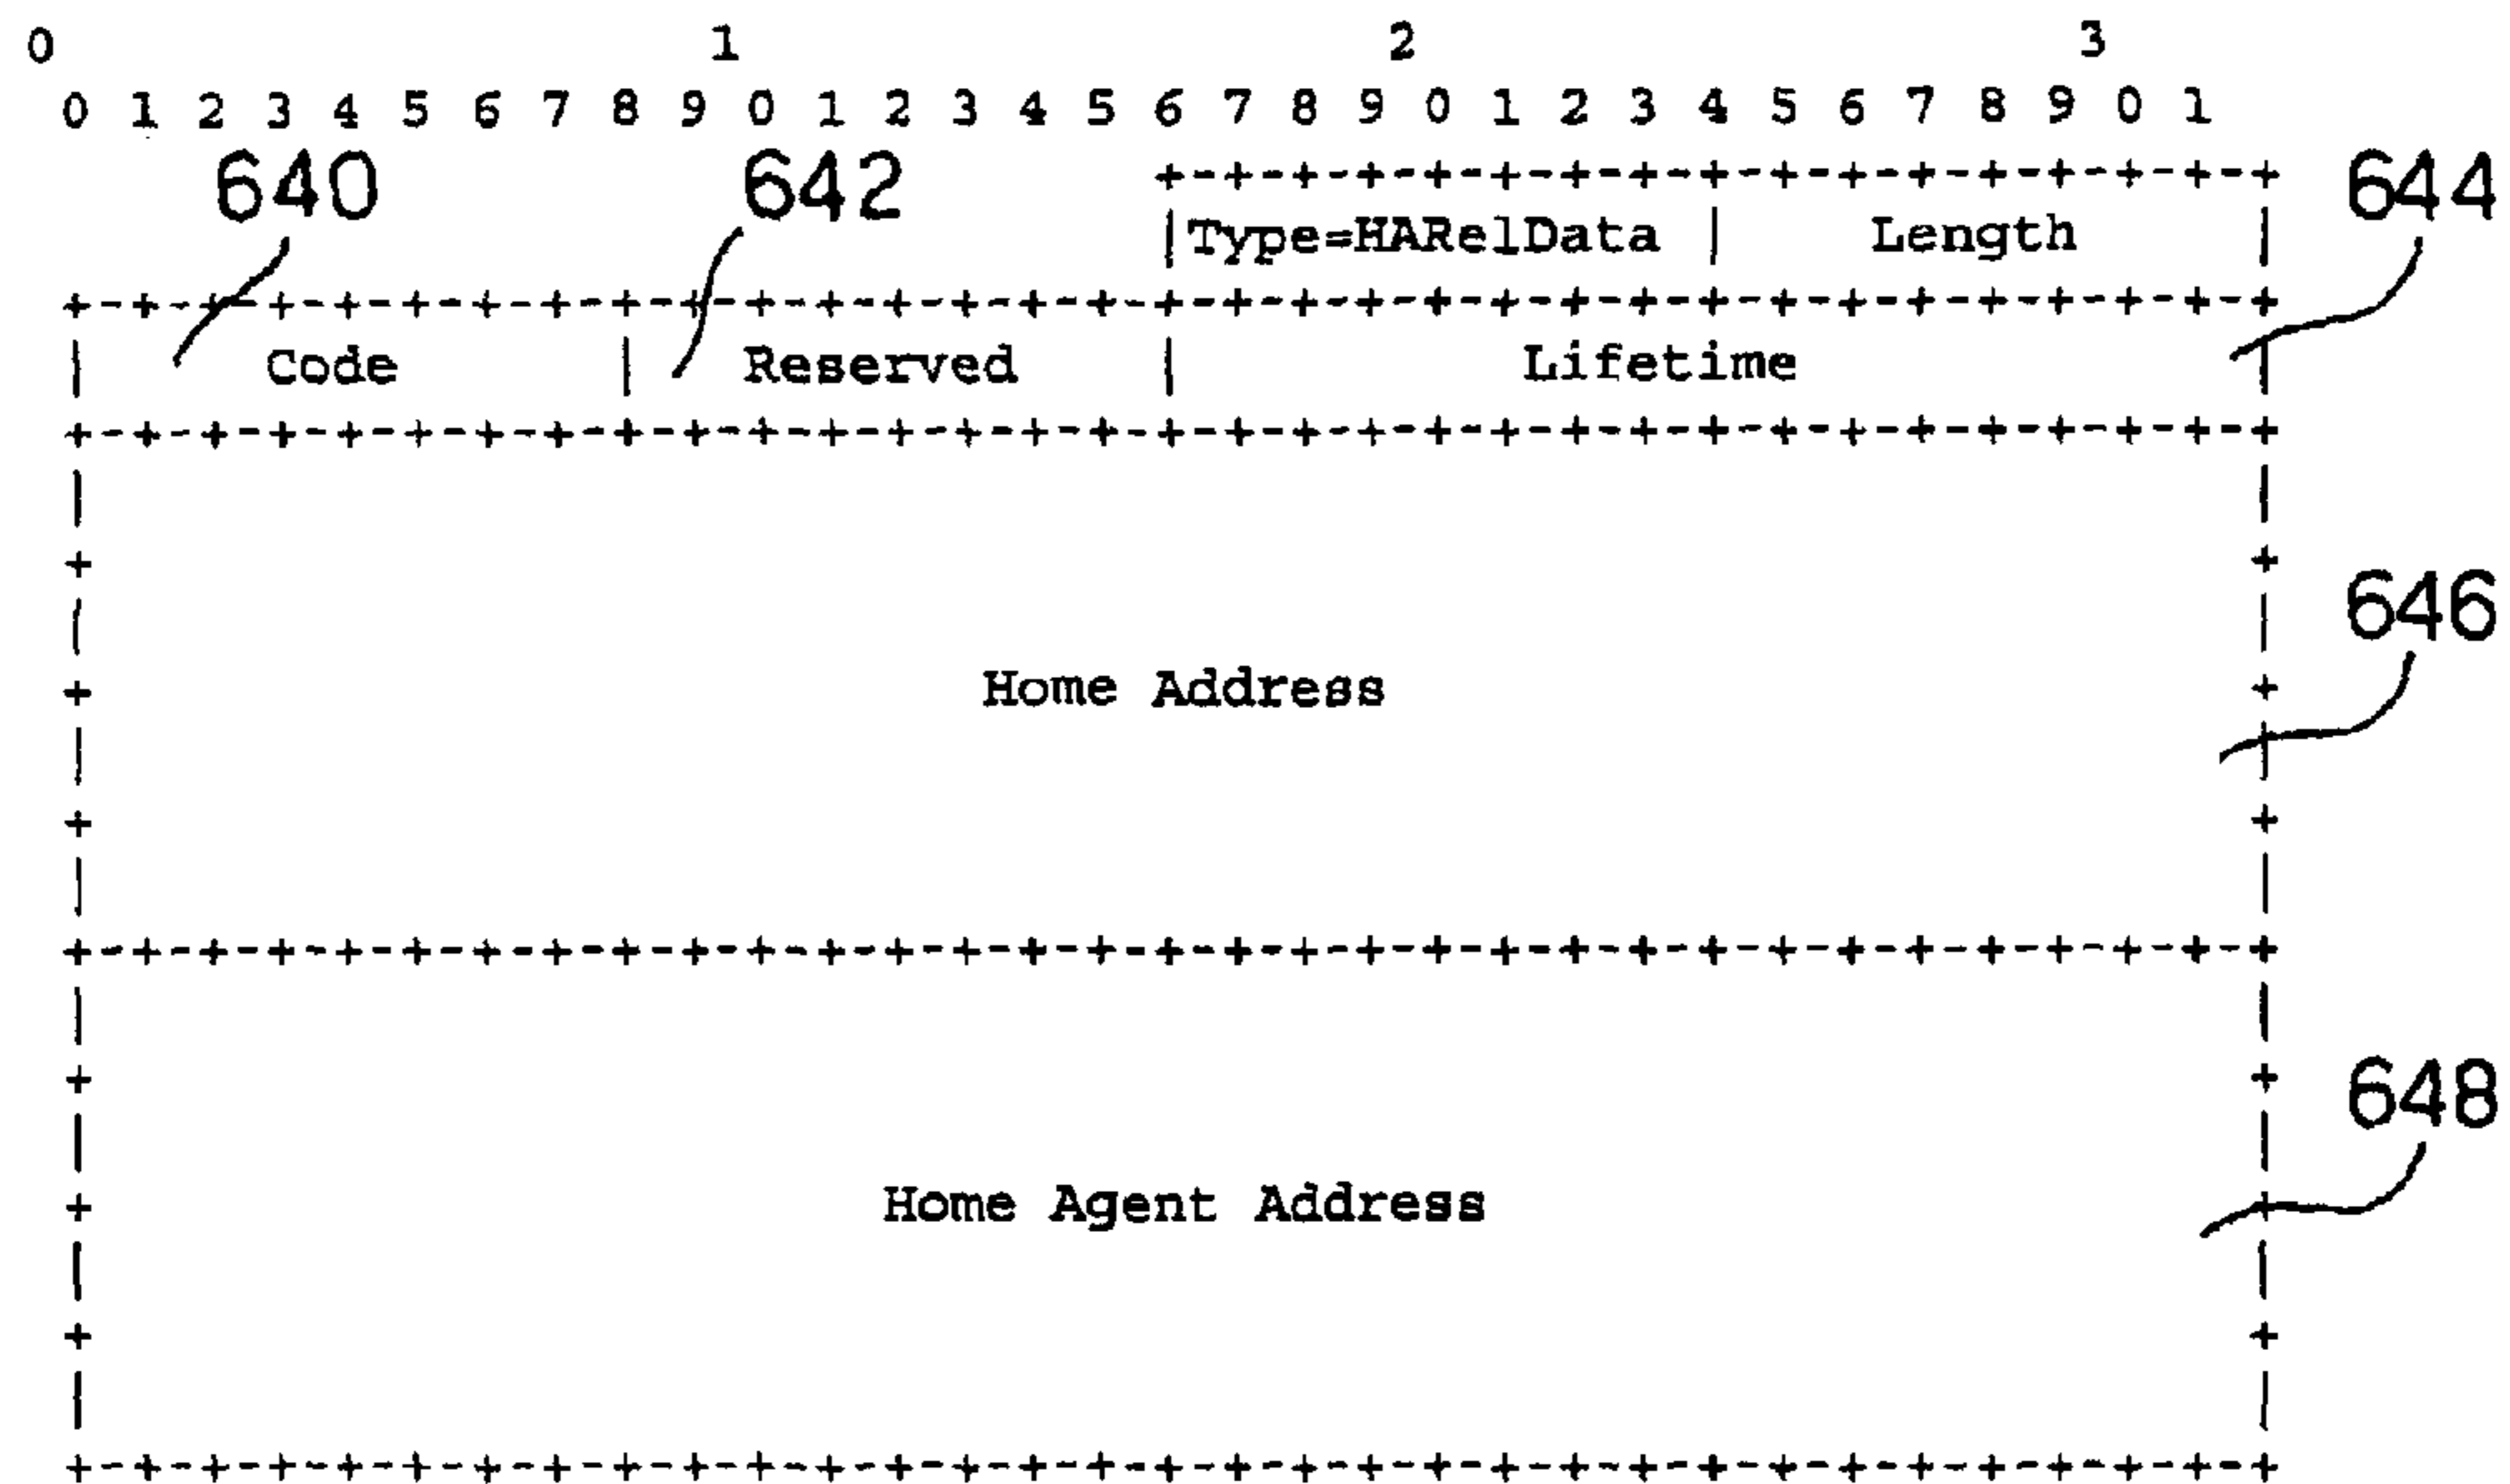 0 1 2 3
0 1 2 3 4 5 6 7 8 9 0 1 2 3 4 5 6 7 8 9 0 1 2 3 4 5 6 7 8 9 0 1
640 642 644
+-+-+-+-+-+-+-+-+-+-+-+-+-+-+-+-+
|Type=HARelData| Length |
+-+-+-+-+-+-+-+-+-+-+-+-+-+-+-+-+-+-+-+-+-+-+-+-+-+-+-+-+-+-+-+-+
| Code | Reserved | Lifetime |
+-+-+-+-+-+-+-+-+-+-+-+-+-+-+-+-+-+-+-+-+-+-+-+-+-+-+-+-+-+-+-+-+
| |
+ +
| | 646
+ Home Address +
| |
+ +
| |
+-+-+-+-+-+-+-+-+-+-+-+-+-+-+-+-+-+-+-+-+-+-+-+-+-+-+-+-+-+-+-+-+
| |
+ + 648
| |
+ Home Agent Address +
| |
+ +
| |
+-+-+-+-+-+-+-+-+-+-+-+-+-+-+-+-+-+-+-+-+-+-+-+-+-+-+-+-+-+-+-+-+